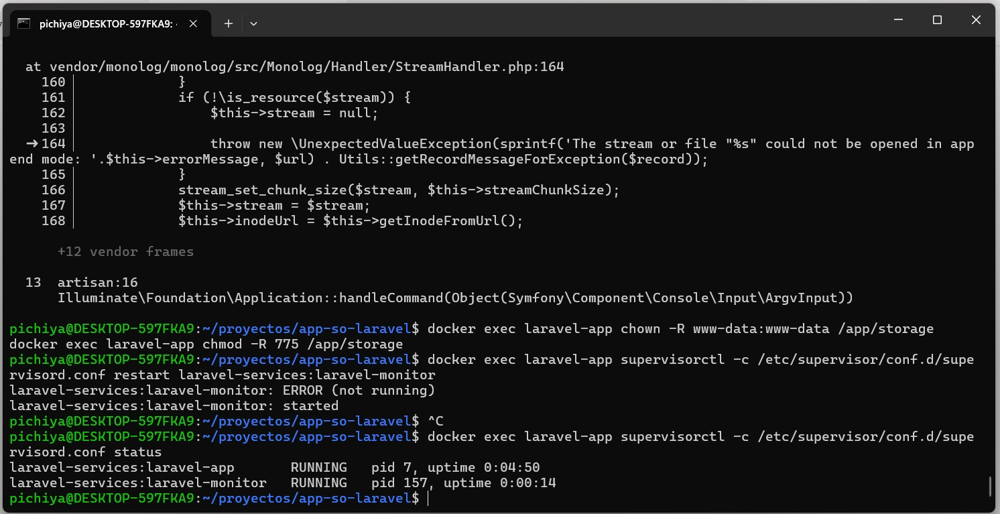 pichiya@DESKTOP-597FKA9: ·
at vendor/monolog/monolog/src/Monolog/Handler/StreamHandler.php:164
160 }
161 if (!\is_resource($stream)) {
162 $this->stream = null;
163
➜ 164 throw new \UnexpectedValueException(sprintf('The stream or file "%s" could not be opened in app
end mode: '.$this->errorMessage, $url) . Utils::getRecordMessageForException($record));
165 }
166 stream_set_chunk_size($stream, $this->streamChunkSize);
167 $this->stream = $stream;
168 $this->inodeUrl = $this->getInodeFromUrl();
+12 vendor frames
13 artisan:16
Illuminate\Foundation\Application::handleCommand(Object(Symfony\Component\Console\Input\ArgvInput))
pichiya@DESKTOP-597FKA9:~/proyectos/app-so-laravel$ docker exec laravel-app chown -R www-data:www-data /app/storage
docker exec laravel-app chmod -R 775 /app/storage
pichiya@DESKTOP-597FKA9:~/proyectos/app-so-laravel$ docker exec laravel-app supervisorctl -c /etc/supervisor/conf.d/supe
rvisord.conf restart laravel-services:laravel-monitor
laravel-services:laravel-monitor: ERROR (not running)
laravel-services:laravel-monitor: started
pichiya@DESKTOP-597FKA9:~/proyectos/app-so-laravel$ ^C
pichiya@DESKTOP-597FKA9:~/proyectos/app-so-laravel$ docker exec laravel-app supervisorctl -c /etc/supervisor/conf.d/supe
rvisord.conf status
laravel-services:laravel-app RUNNING pid 7, uptime 0:04:50
laravel-services:laravel-monitor RUNNING pid 157, uptime 0:00:14
pichiya@DESKTOP-597FKA9:~/proyectos/app-so-laravel$